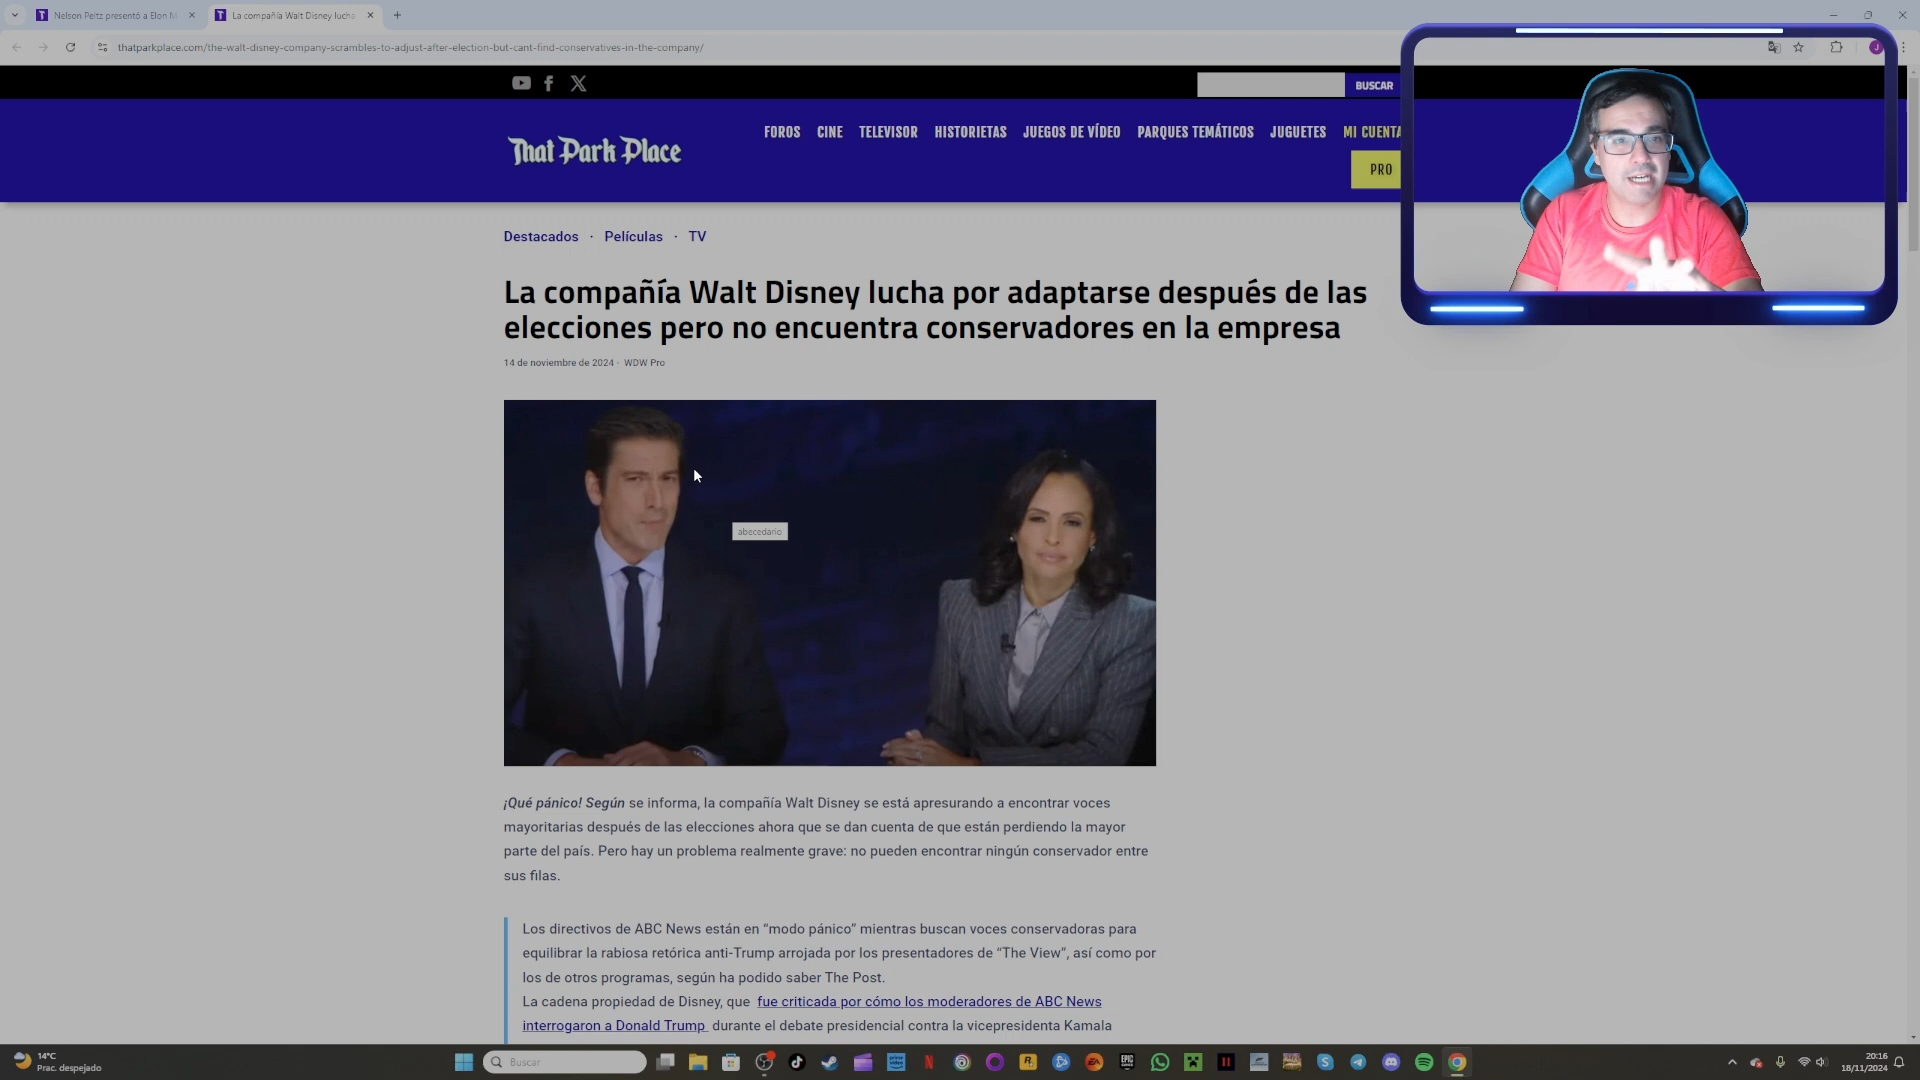 Nelson Peltz presentó a Elon M
La compañía Walt Disney lucha
thatparkplace.com/the-walt-disney-company-scrambles-to-adjust-after-election-but-cant-find-conservatives-in-the-company/
J
BUSCAR
That Park Place
FOROS CINE TELEVISOR HISTORIETAS JUEGOS DE VÍDEO PARQUES TEMÁTICOS JUGUETES MI CUENTA
PRO
Destacados · Películas · TV
La compañía Walt Disney lucha por adaptarse después de las
elecciones pero no encuentra conservadores en la empresa
14 de noviembre de 2024 · WDW Pro
abecedario
¡Qué pánico! Según se informa, la compañía Walt Disney se está apresurando a encontrar voces
mayoritarias después de las elecciones ahora que se dan cuenta de que están perdiendo la mayor
parte del país. Pero hay un problema realmente grave: no pueden encontrar ningún conservador entre
sus filas.
Los directivos de ABC News están en “modo pánico” mientras buscan voces conservadoras para
equilibrar la rabiosa retórica anti-Trump arrojada por los presentadores de “The View”, así como por
los de otros programas, según ha podido saber The Post.
La cadena propiedad de Disney, que fue criticada por cómo los moderadores de ABC News
interrogaron a Donald Trump durante el debate presidencial contra la vicepresidenta Kamala
14°C
Prac. despejado
Buscar
20:16
18/11/2024